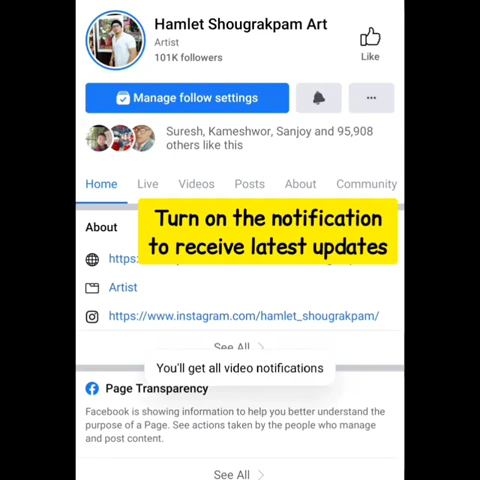 Hamlet Shougrakpam Art
Artist
101K followers
Like
Manage follow settings
Suresh, Kameshwor, Sanjoy and 95,908
others like this
Home Live Videos Posts About Community
About
Turn on the notification
to receive latest updates
https:
Artist
https://www.instagram.com/hamlet_shougrakpam/
See All
You'll get all video notifications
Page Transparency
Facebook is showing information to help you better understand the
purpose of a Page. See actions taken by the people who manage
and post content.
See All